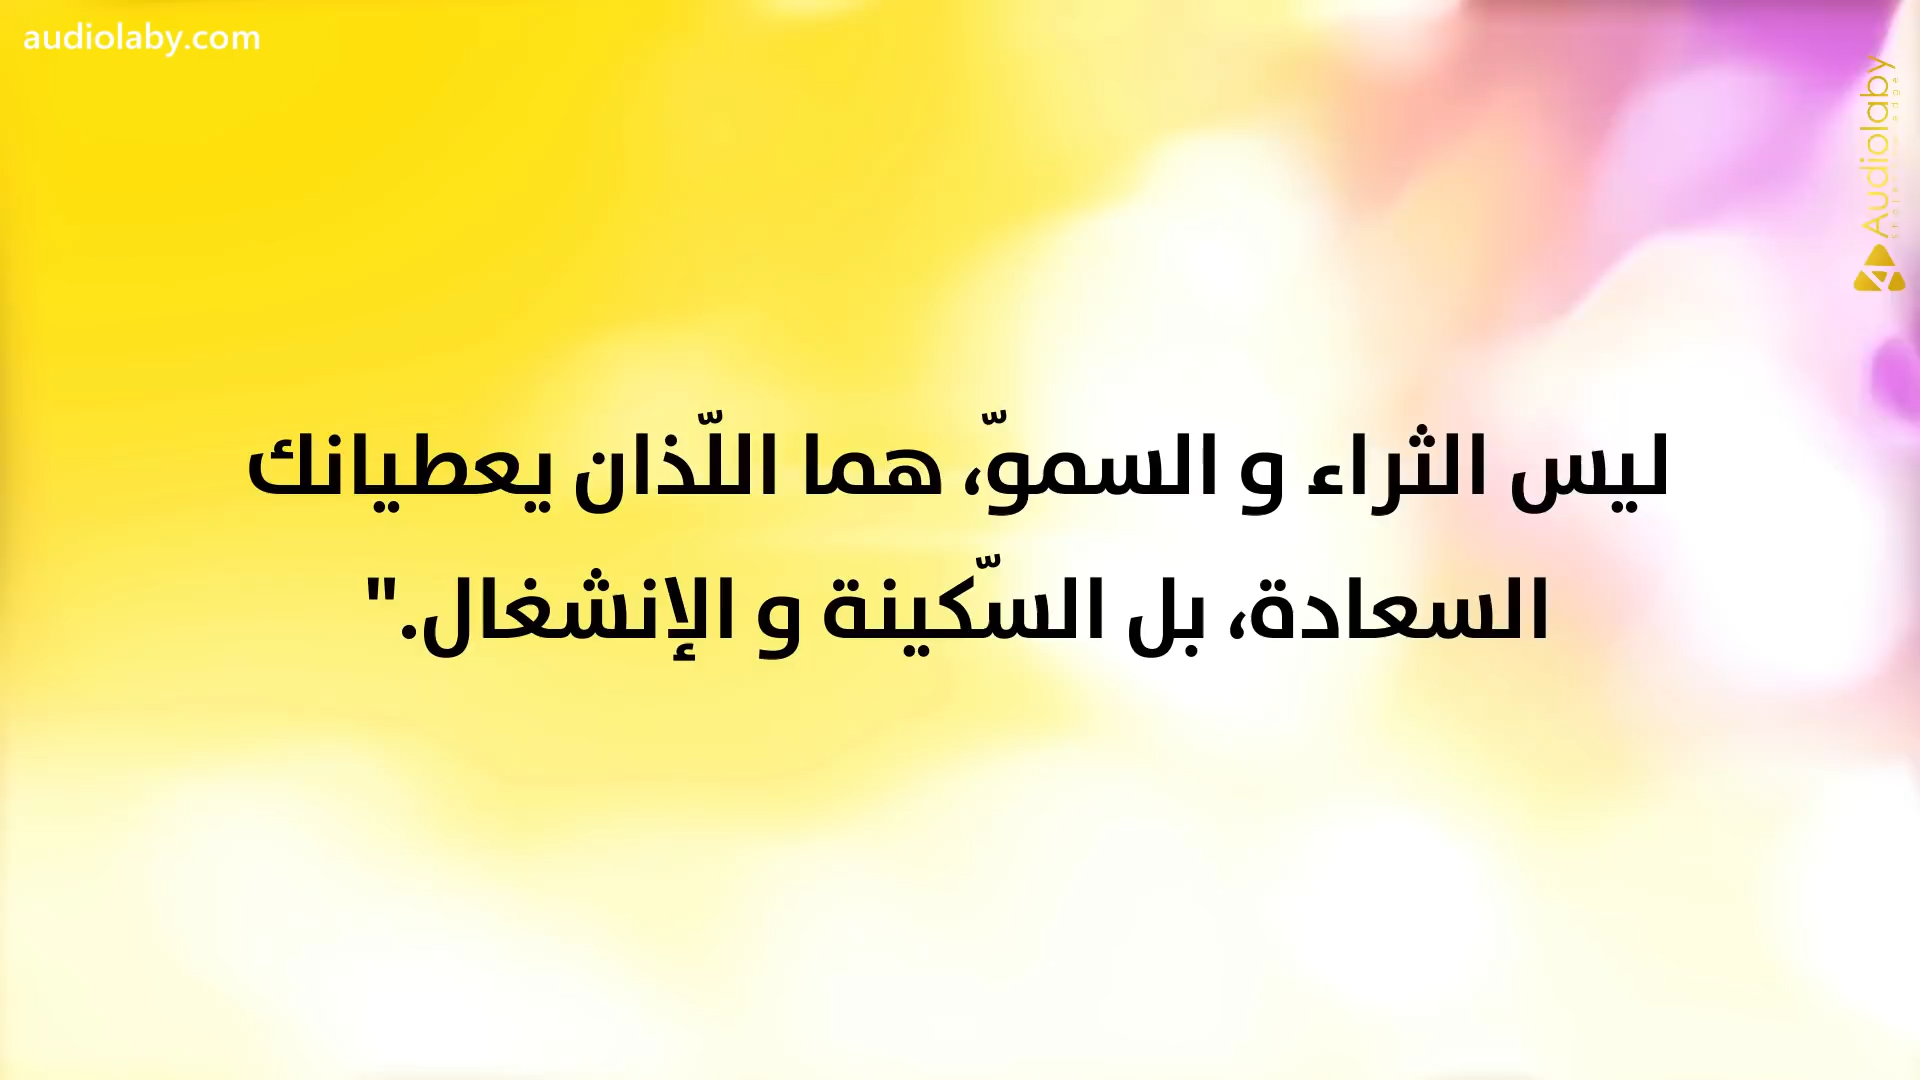 audiolaby.com
Audiolaby
ليس الثراء و السموّ، هما اللّذان يعطيانك
السعادة، بل السّكينة و الإنشغال."